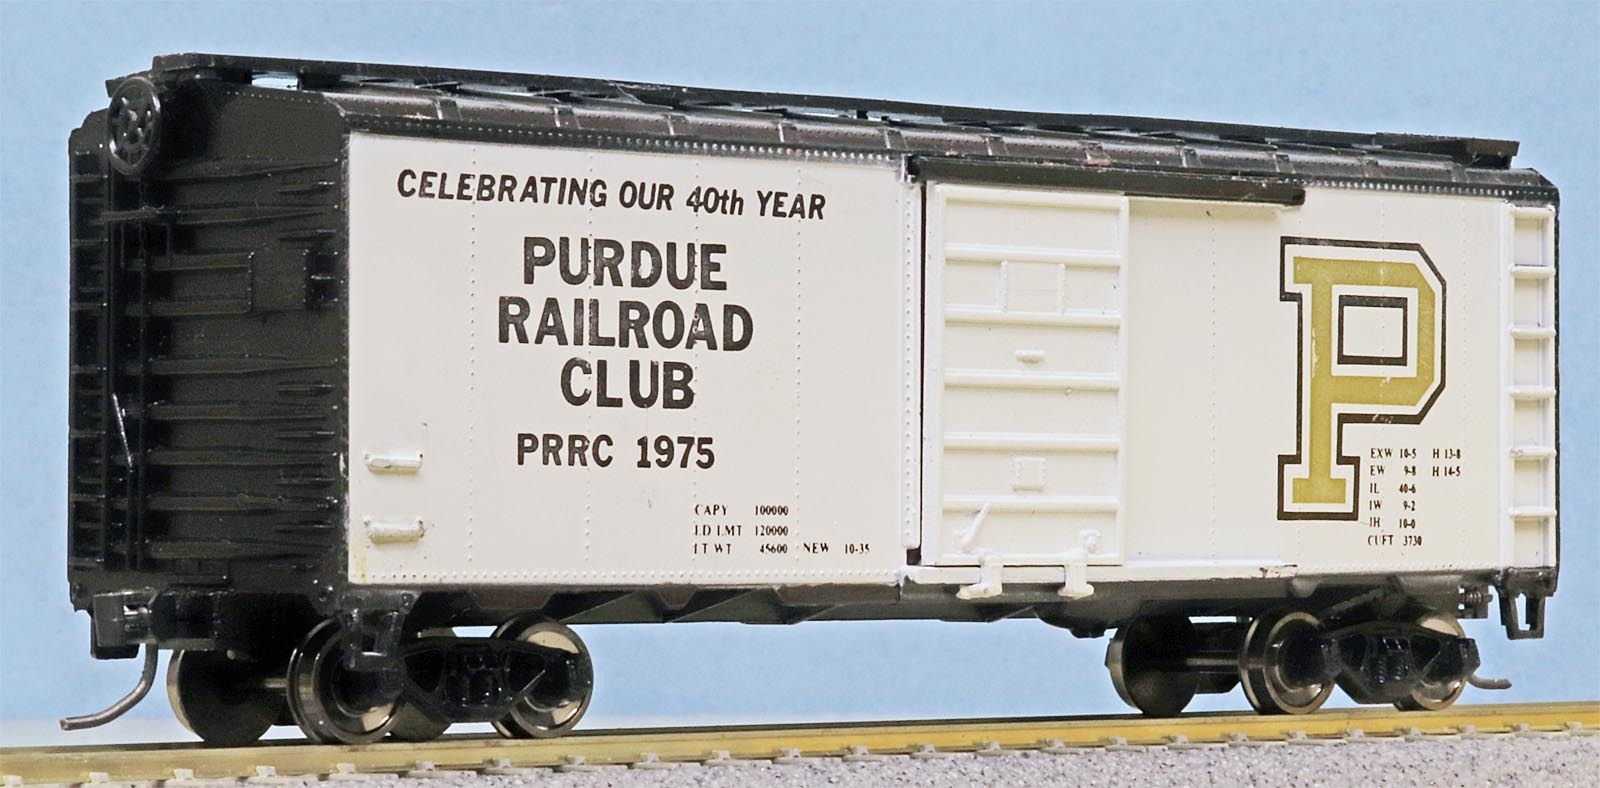 CELEBRATING OUR 40th YEAR
PURDUE
RAILROAD
CLUB
PRRC 1975
CAPY 100000
LD LMT 120000
LT WT 45600 NEW 10-35
P
EXW 10-5 H 13-8
EW 9-8 H 14-5
IL 40-6
IW 9-2
IH 10-0
CUFT 3730